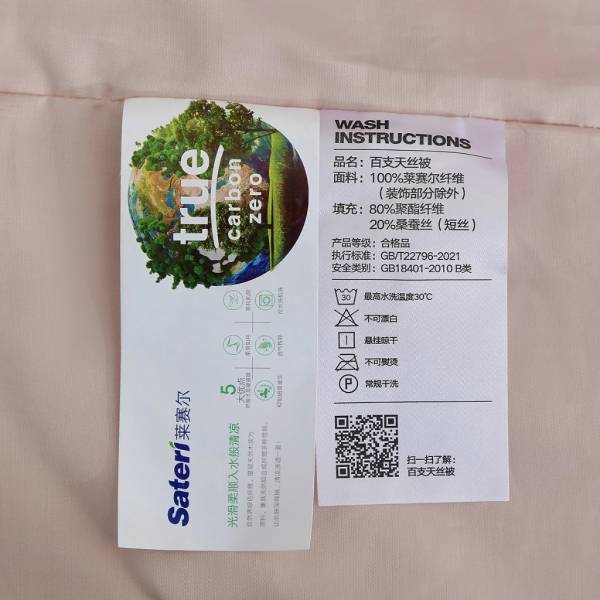 true
carbon
zero
Sateri 莱赛尔
光滑柔顺入水般清凉
5
大优点
WASH
INSTRUCTIONS
品名：百支天丝被
面料：100%莱赛尔纤维
（装饰部分除外）
填充：80%聚酯纤维
20%桑蚕丝（短丝）
产品等级：合格品
执行标准：GB/T22796-2021
安全类别：GB18401-2010 B类
30 最高水洗温度30℃
不可漂白
悬挂晾干
不可熨烫
P 常规干洗
扫一扫了解：
百支天丝被